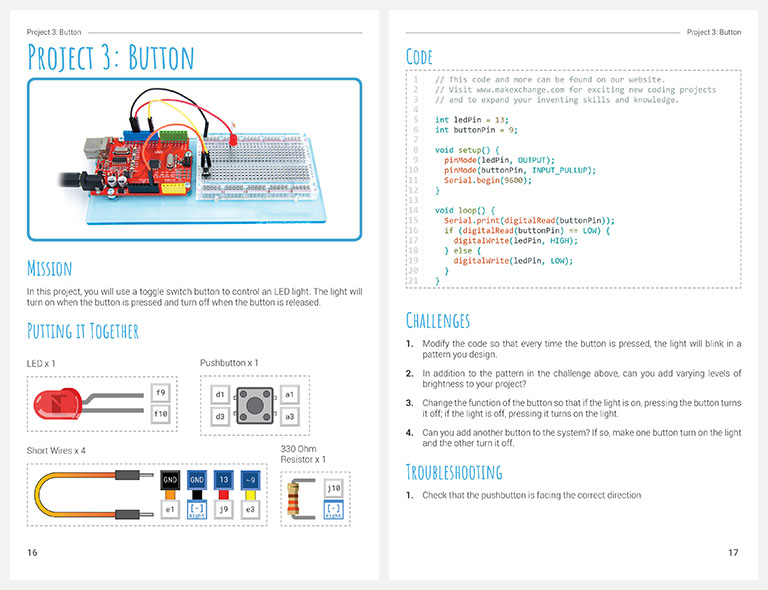 Project 3: Button
Project 3: Button
Mission
In this project, you will use a toggle switch button to control an LED light. The light will
turn on when the button is pressed and turn off when the button is released.
Putting it Together
LED x 1
f9
f10
Pushbutton x 1
d1
a1
d3
a3
Short Wires x 4
GND
GND
13
~9
e1
[-]
Right
j9
e3
330 Ohm
Resistor x 1
j10
[-]
Right
16
Project 3: Button
Code
1 // This code and more can be found on our website.
2 // Visit www.makexchange.com for exciting new coding projects
3 // and to expand your inventing skills and knowledge.
4
5 int ledPin = 13;
6 int buttonPin = 9;
7
8 void setup() {
9 pinMode(ledPin, OUTPUT);
10 pinMode(buttonPin, INPUT_PULLUP);
11 Serial.begin(9600);
12 }
13
14 void loop() {
15 Serial.print(digitalRead(buttonPin));
16 if (digitalRead(buttonPin) == LOW) {
17 digitalWrite(ledPin, HIGH);
18 } else {
19 digitalWrite(ledPin, LOW);
20 }
21 }
Challenges
1. Modify the code so that every time the button is pressed, the light will blink in a
pattern you design.
2. In addition to the pattern in the challenge above, can you add varying levels of
brightness to your project?
3. Change the function of the button so that if the light is on, pressing the button turns
it off; if the light is off, pressing it turns on the light.
4. Can you add another button to the system? If so, make one button turn on the light
and the other turn it off.
Troubleshooting
1. Check that the pushbutton is facing the correct direction
17